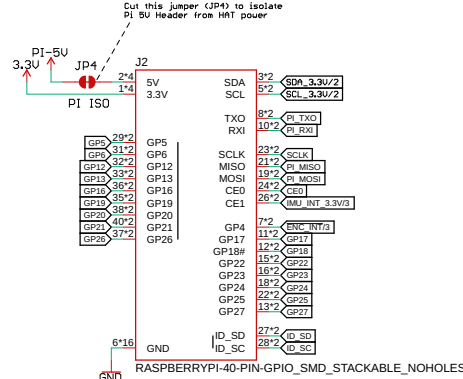 Cut this jumper (JP4) to isolate
Pi 5V Header from HAT power
PI-5V
3.3V
JP4
J2
PI ISO
2*4 5V SDA 3*2 SDA_3.3V/2
1*4 3.3V SCL 5*2 SCL_3.3V/2
TXO 8*2 PI_TXO
RXI 10*2 PI_RXI
GP5 29*2 GP5 SCLK 23*2 SCLK
GP6 31*2 GP6 MISO 21*2 PI_MISO
GP12 32*2 GP12 MOSI 19*2 PI_MOSI
GP13 33*2 GP13 CE0 24*2 CE0
GP16 36*2 GP16 CE1 26*2 IMU_INT_3.3V/3
GP19 35*2 GP19
GP20 38*2 GP20 GP4 7*2 ENC_INT/3
GP21 40*2 GP21 GP17 11*2 GP17
GP26 37*2 GP26 GP18# 12*2 GP18
GP22 15*2 GP22
GP23 16*2 GP23
GP24 18*2 GP24
GP25 22*2 GP25
GP27 13*2 GP27
ID_SD 27*2 ID_SD
6*16 GND ID_SC 28*2 ID_SC
RASPBERRYPI-40-PIN-GPIO_SMD_STACKABLE_NOHOLES
GND